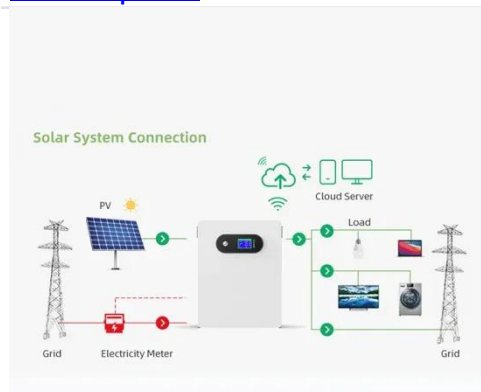 Solar System Connection
Cloud Server
PV
Load
Grid
Electricity Meter
Grid